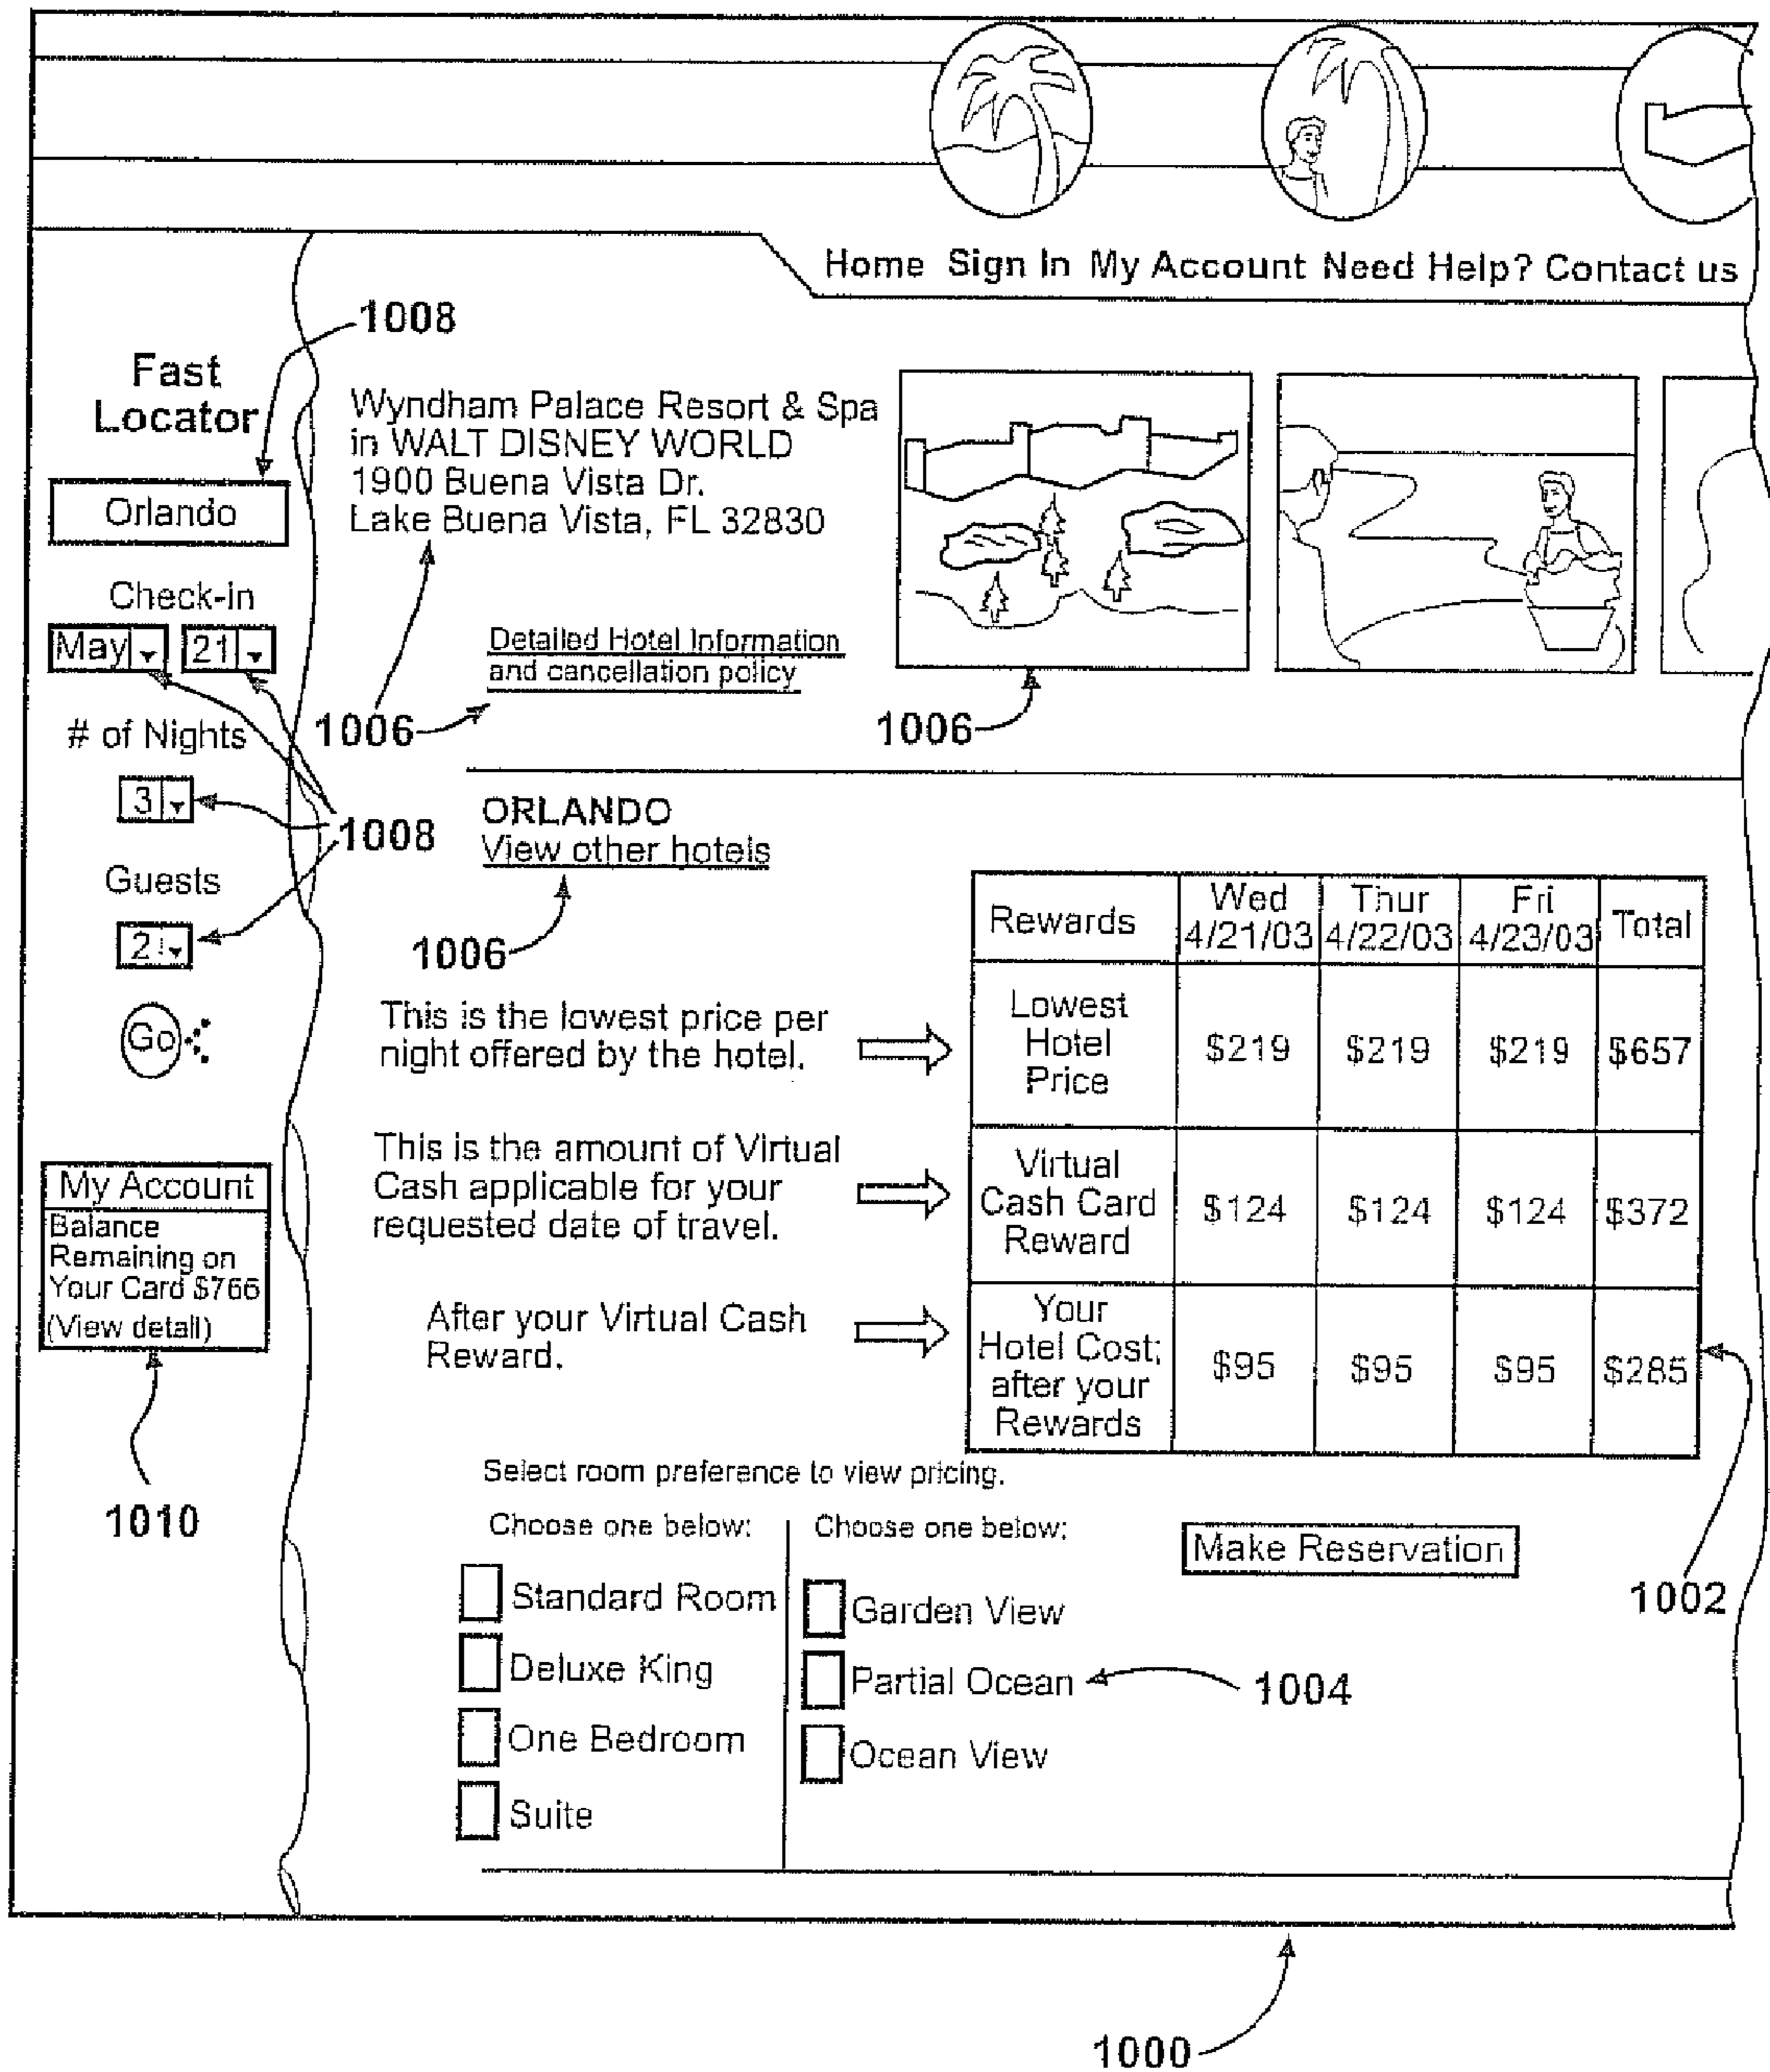 Home Sign In My Account Need Help? Contact us
1008
Fast
Locator
Orlando
Check-in
May 21
# of Nights
3
1008
Guests
2
Go
My Account
Balance
Remaining on
Your Card $766
(View detail)
1010
Wyndham Palace Resort & Spa
in WALT DISNEY WORLD
1900 Buena Vista Dr.
Lake Buena Vista, FL 32830
Detailed Hotel Information
and cancellation policy
1006
1006
ORLANDO
View other hotels
1006
This is the lowest price per
night offered by the hotel.
This is the amount of Virtual
Cash applicable for your
requested date of travel.
After your Virtual Cash
Reward.
Rewards
Wed
4/21/03
Thur
4/22/03
Fri
4/23/03
Total
Lowest
Hotel
Price
$219 $219 $219 $657
Virtual
Cash Card
Reward
$124 $124 $124 $372
Your
Hotel Cost;
after your
Rewards
$95 $95 $95 $285
1002
Select room preference to view pricing.
Choose one below:
Standard Room
Deluxe King
One Bedroom
Suite
Choose one below:
Garden View
Partial Ocean
Ocean View
1004
Make Reservation
1000